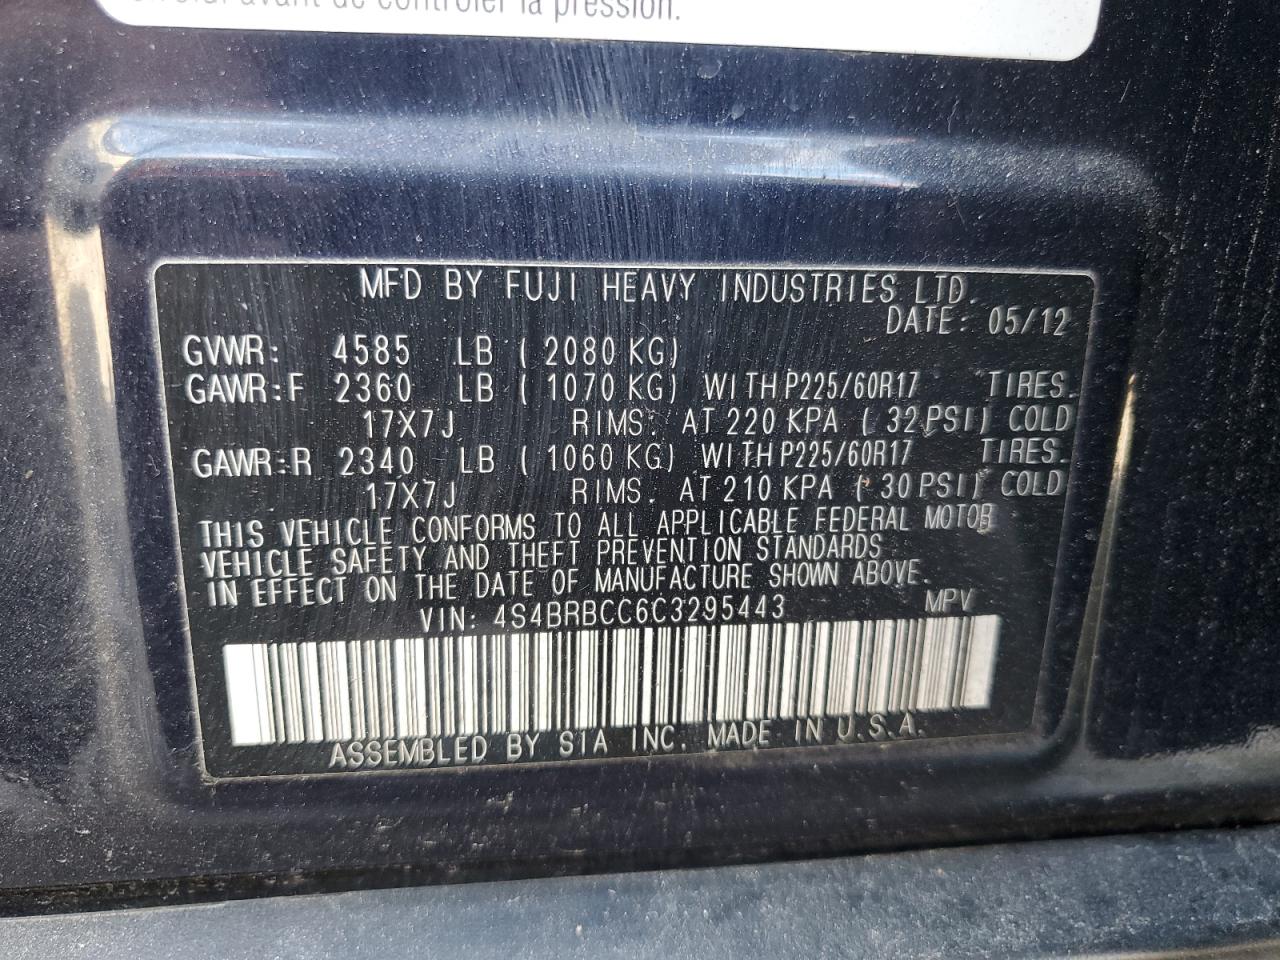 avant de contrôler la pression.
MFD BY FUJI HEAVY INDUSTRIES LTD.
DATE: 05/12
GVWR: 4585 LB ( 2080 KG)
GAWR:F 2360 LB ( 1070 KG) WITH P225/60R17 TIRES.
17X7J RIMS. AT 220 KPA ( 32 PSI) COLD
GAWR:R 2340 LB ( 1060 KG) WITH P225/60R17 TIRES.
17X7J RIMS. AT 210 KPA ( 30 PSI) COLD
THIS VEHICLE CONFORMS TO ALL APPLICABLE FEDERAL MOTOR
VEHICLE SAFETY AND THEFT PREVENTION STANDARDS
IN EFFECT ON THE DATE OF MANUFACTURE SHOWN ABOVE.
VIN: 4S4BRBCC6C3295443 MPV
ASSEMBLED BY SIA INC. MADE IN U.S.A.